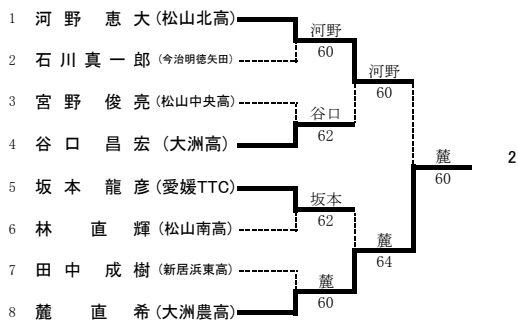 1 河野 恵大 (松山北高)
河野
60
2 石川真一郎 (今治明徳矢田)
河野
60
3 宮野 俊亮 (松山中央高)
谷口
62
4 谷口 昌宏 (大洲高)
麓
60
2
5 坂本 龍彦 (愛媛TTC)
坂本
62
6 林 直輝 (松山南高)
麓
64
7 田中 成樹 (新居浜東高)
麓
60
8 麓 直希 (大洲農高)